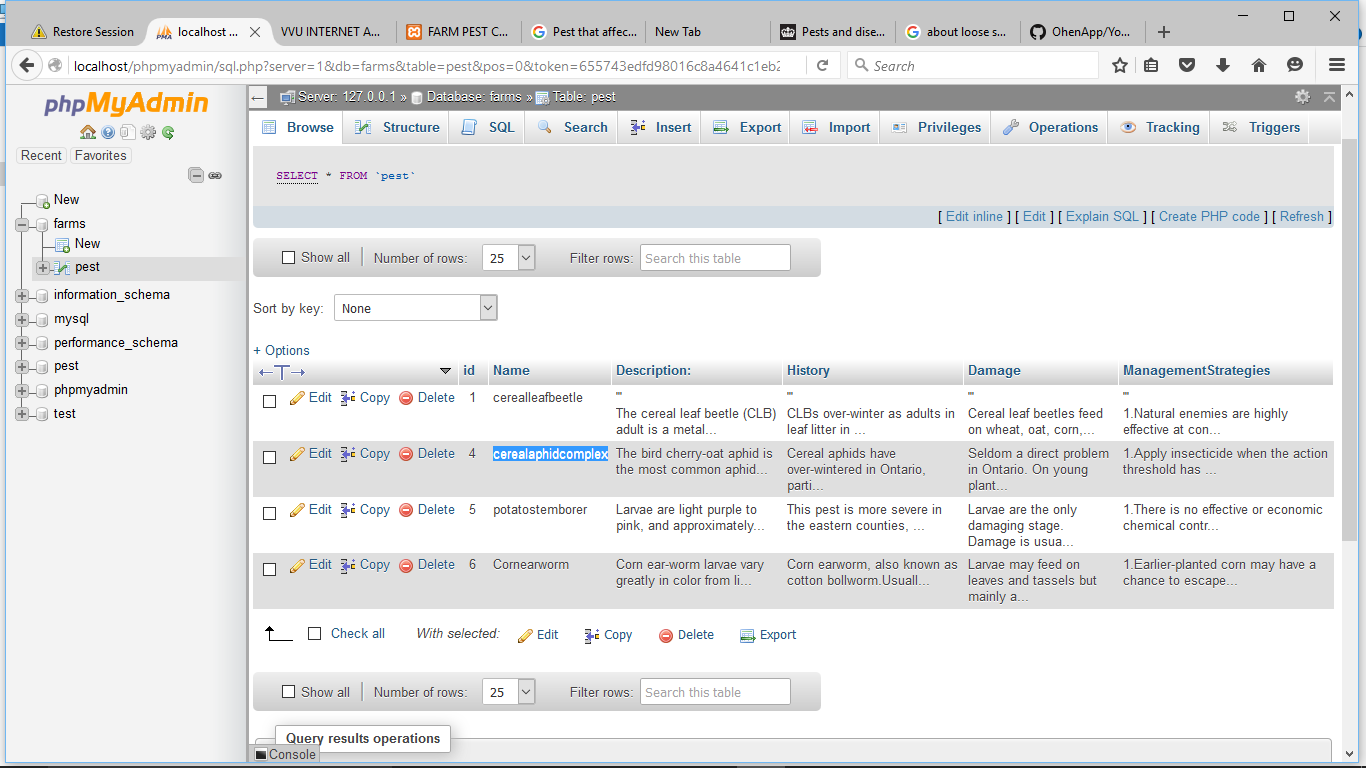 Restore Session
localhost ...
VVU INTERNET A...
FARM PEST C...
Pest that affec...
New Tab
Pests and dise...
about loose s...
OhenApp/Yo...
localhost/phpmyadmin/sql.php?server=1&db=farms&table=pest&pos=0&token=655743edfd98016c8a4641c1eb2
Search
phpMyAdmin
Recent Favorites
New
farms
New
pest
information_schema
mysql
performance_schema
pest
phpmyadmin
test
Server: 127.0.0.1 » Database: farms » Table: pest
Browse Structure SQL Search Insert Export Import Privileges Operations Tracking Triggers
SELECT * FROM `pest`
[ Edit inline ] [ Edit ] [ Explain SQL ] [ Create PHP code ] [ Refresh ]
Show all Number of rows: 25 Filter rows: Search this table
Sort by key: None
+ Options
id Name Description: History Damage ManagementStrategies
Edit Copy Delete 1 cerealleafbeetle
The cereal leaf beetle (CLB)
adult is a metal...
CLBs over-winter as adults in
leaf litter in ...
Cereal leaf beetles feed
on wheat, oat, corn,...
1.Natural enemies are highly
effective at con...
Edit Copy Delete 4 cerealaphidcomplex
The bird cherry-oat aphid is
the most common aphid...
Cereal aphids have
over-wintered in Ontario,
parti...
Seldom a direct problem
in Ontario. On young
plant...
1.Apply insecticide when the action
threshold has ...
Edit Copy Delete 5 potatostemborer
Larvae are light purple to
pink, and approximately...
This pest is more severe in
the eastern counties, ...
Larvae are the only
damaging stage.
Damage is usua...
1.There is no effective or economic
chemical contr...
Edit Copy Delete 6 Cornearworm
Corn ear-worm larvae vary
greatly in color from li...
Corn earworm, also known as
cotton bollworm.Usuall...
Larvae may feed on
leaves and tassels but
mainly a...
1.Earlier-planted corn may have a
chance to escape...
Check all With selected: Edit Copy Delete Export
Show all Number of rows: 25 Filter rows: Search this table
Query results operations
Console